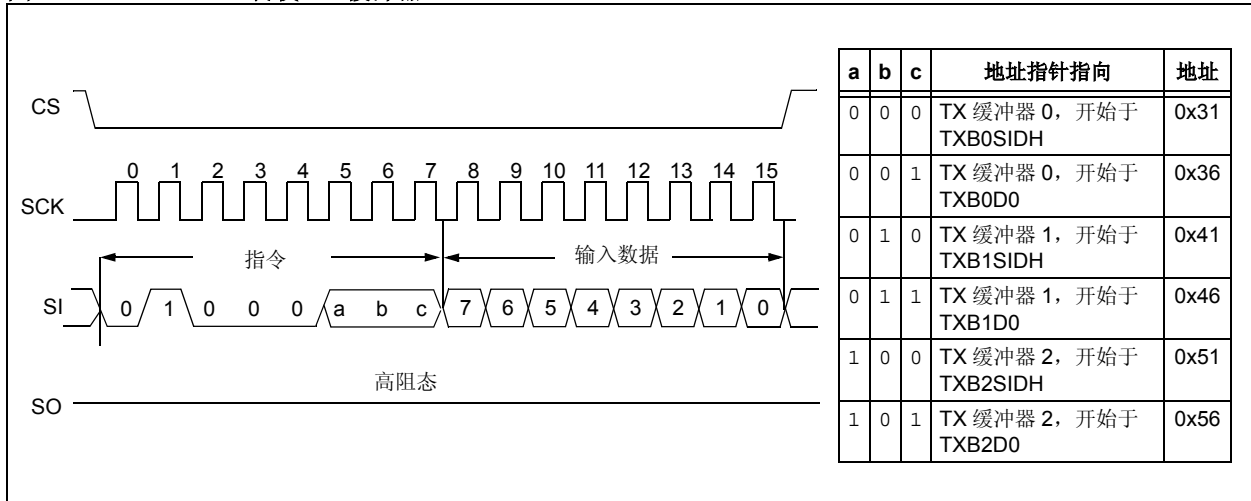 CS
SCK
0 1 2 3 4 5 6 7 8 9 10 11 12 13 14 15
指令
输入数据
SI
0 1 0 0 0 a b c 7 6 5 4 3 2 1 0
高阻态
SO
a b c 地址指针指向 地址
0 0 0 TX 缓冲器 0，开始于 0x31
TXB0SIDH
0 0 1 TX 缓冲器 0，开始于 0x36
TXB0D0
0 1 0 TX 缓冲器 1，开始于 0x41
TXB1SIDH
0 1 1 TX 缓冲器 1，开始于 0x46
TXB1D0
1 0 0 TX 缓冲器 2，开始于 0x51
TXB2SIDH
1 0 1 TX 缓冲器 2，开始于 0x56
TXB2D0